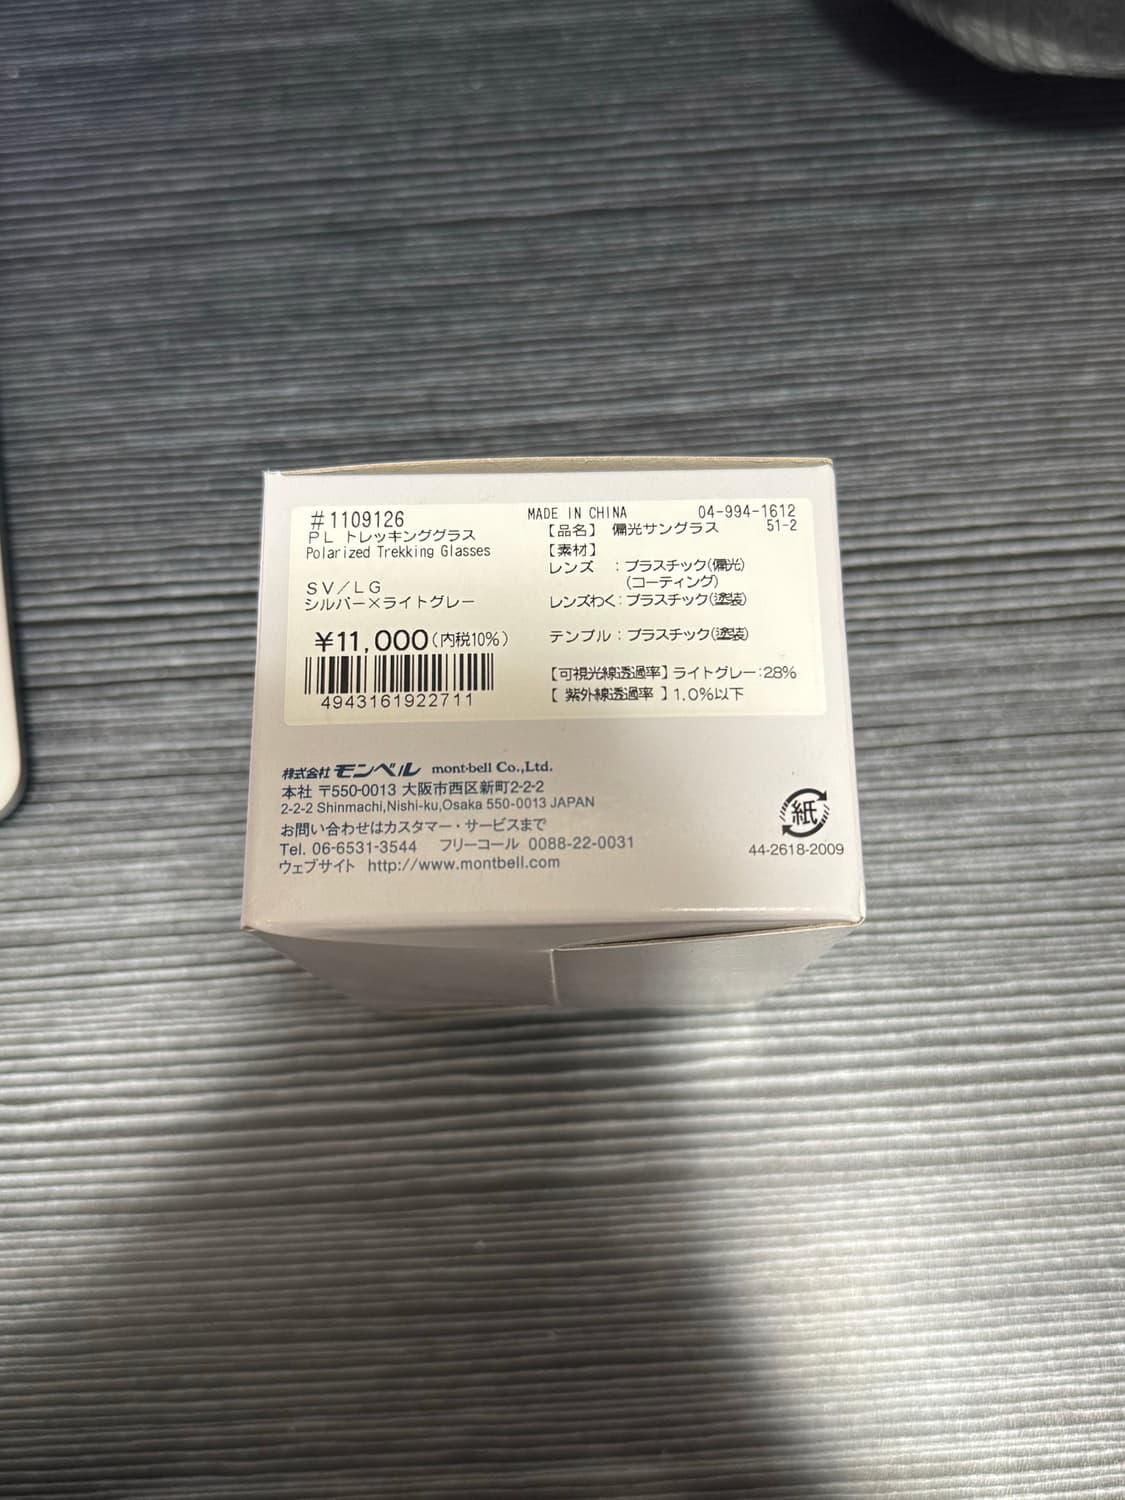 #1109126
PL トレッキンググラス
Polarized Trekking Glasses
SV/LG
シルバー×ライトグレー
¥11,000(内税10%)
4943161922711
MADE IN CHINA 04-994-1612
【品名】 偏光サングラス 51-2
【素材】
レンズ :プラスチック(偏光)
(コーティング)
レンズわく:プラスチック(塗装)
テンプル:プラスチック(塗装)
【可視光線透過率】ライトグレー:28%
【 紫外線透過率 】1.0%以下
株式会社 モンベル mont-bell Co.,Ltd.
本社 〒550-0013 大阪市西区新町2-2-2
2-2-2 Shinmachi,Nishi-ku,Osaka 550-0013 JAPAN
お問い合わせはカスタマー・サービスまで
Tel. 06-6531-3544 フリーコール 0088-22-0031
ウェブサイト http://www.montbell.com
紙
44-2618-2009